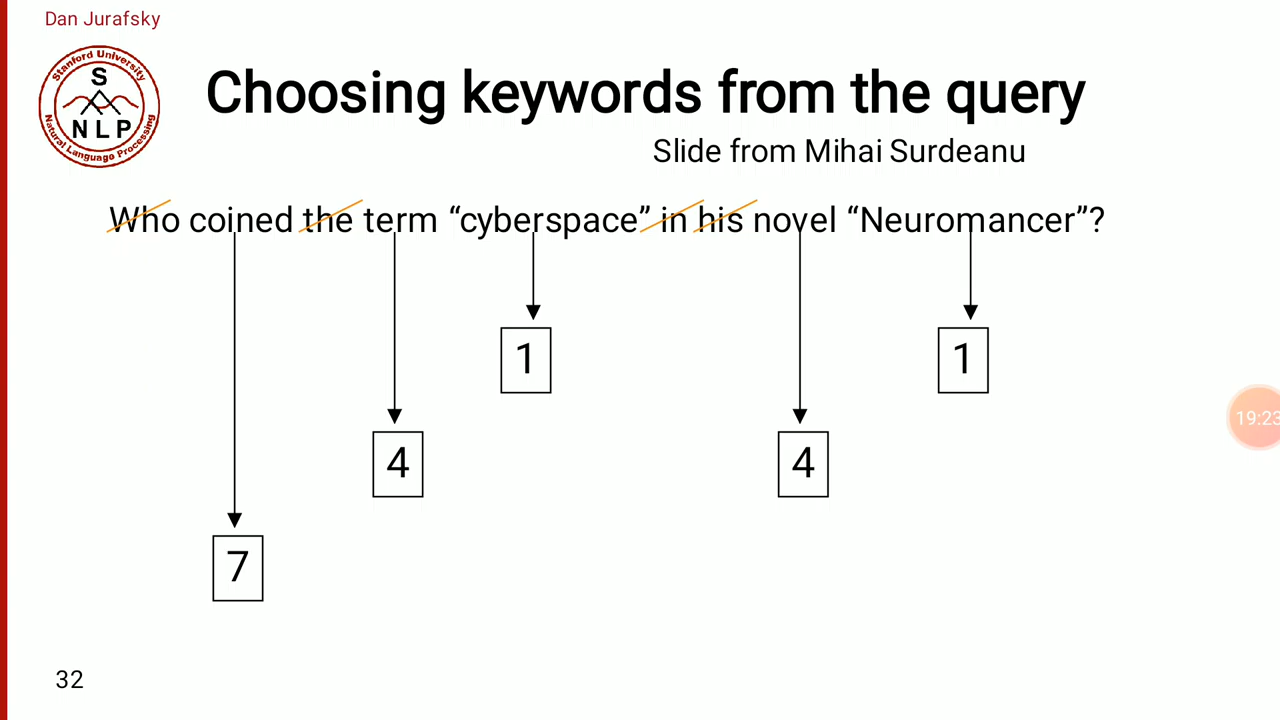 Dan Jurafsky
Stanford University
S
NLP
Natural Language Processing
Choosing keywords from the query
Slide from Mihai Surdeanu
Who coined the term “cyberspace” in his novel “Neuromancer”?
1 1
4 4
19:23
7
32